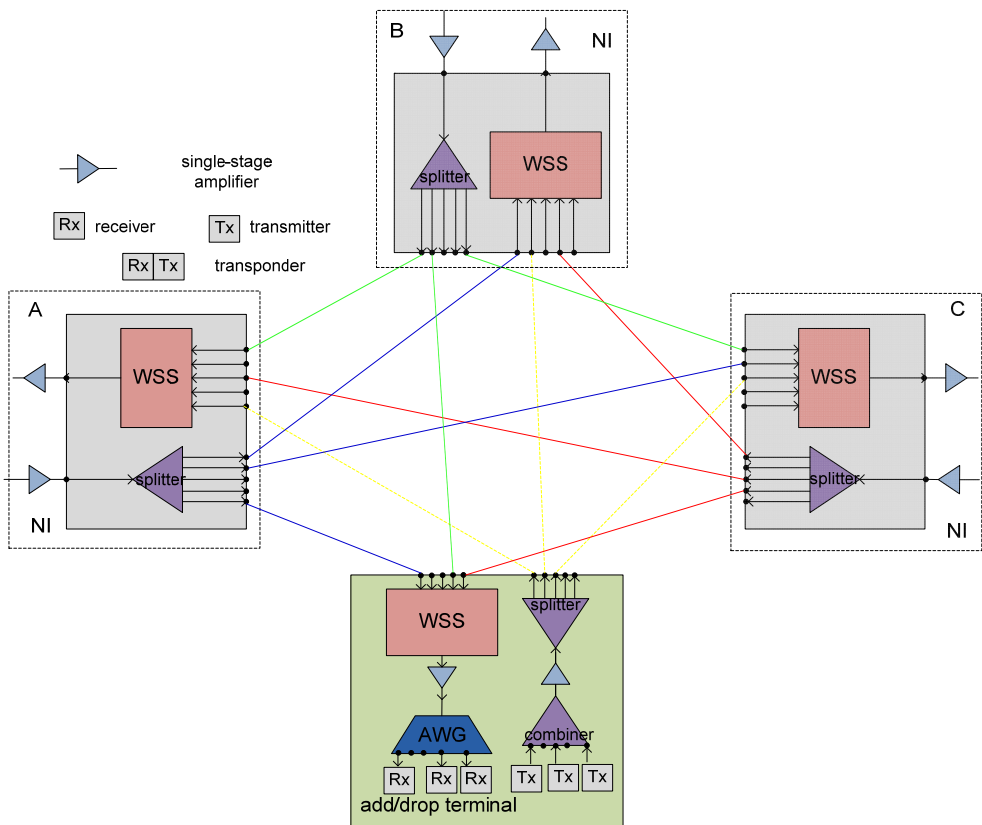 B
NI
WSS
splitter
single-stage
amplifier
Rx
receiver
Tx
transmitter
Rx
Tx
transponder
A
WSS
splitter
NI
C
WSS
splitter
NI
WSS
splitter
AWG
combiner
Rx
Rx
Rx
Tx
Tx
Tx
add/drop terminal